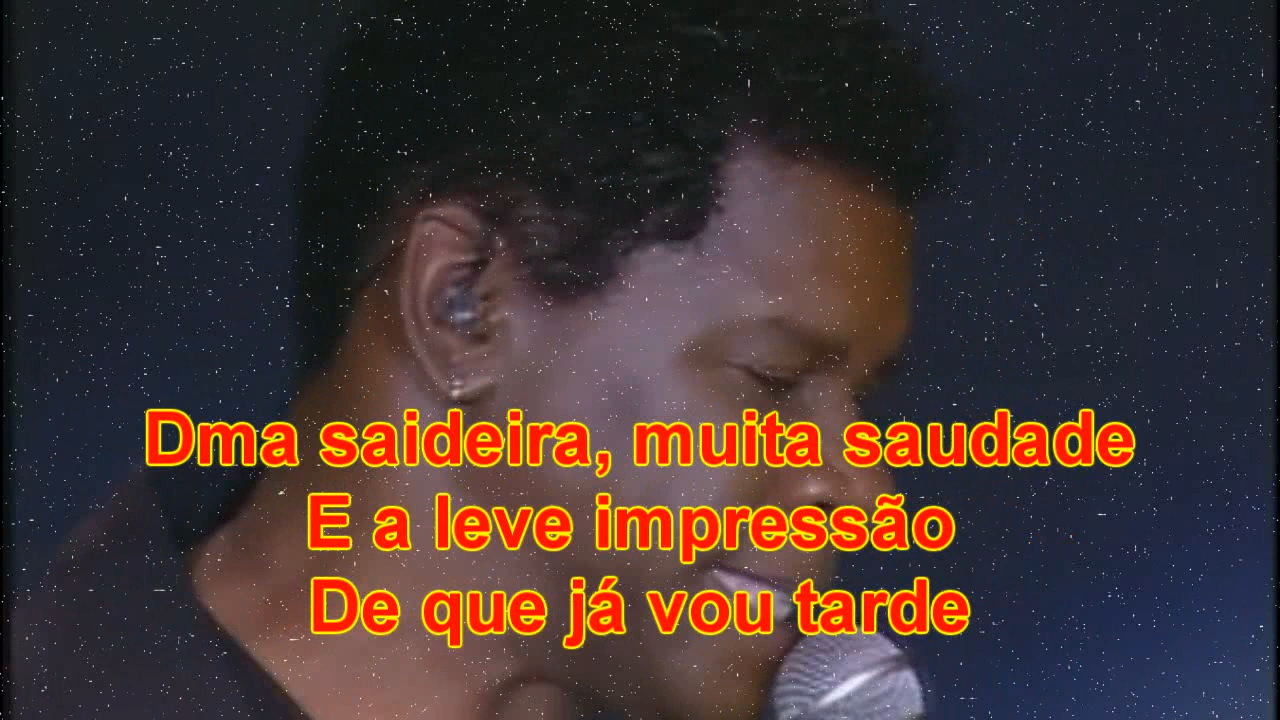 Dma saideira, muita saudade
E a leve impressão
De que já vou tarde